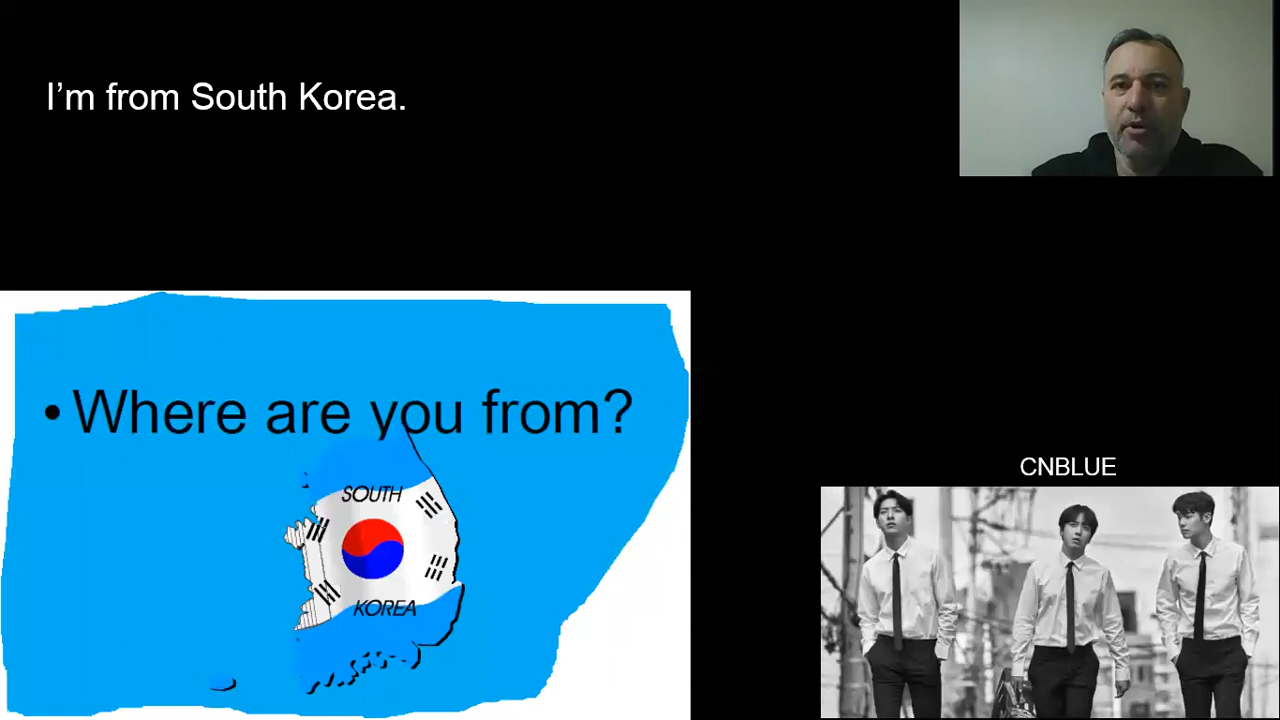 I’m from South Korea.
• Where are you from?
SOUTH
KOREA
CNBLUE